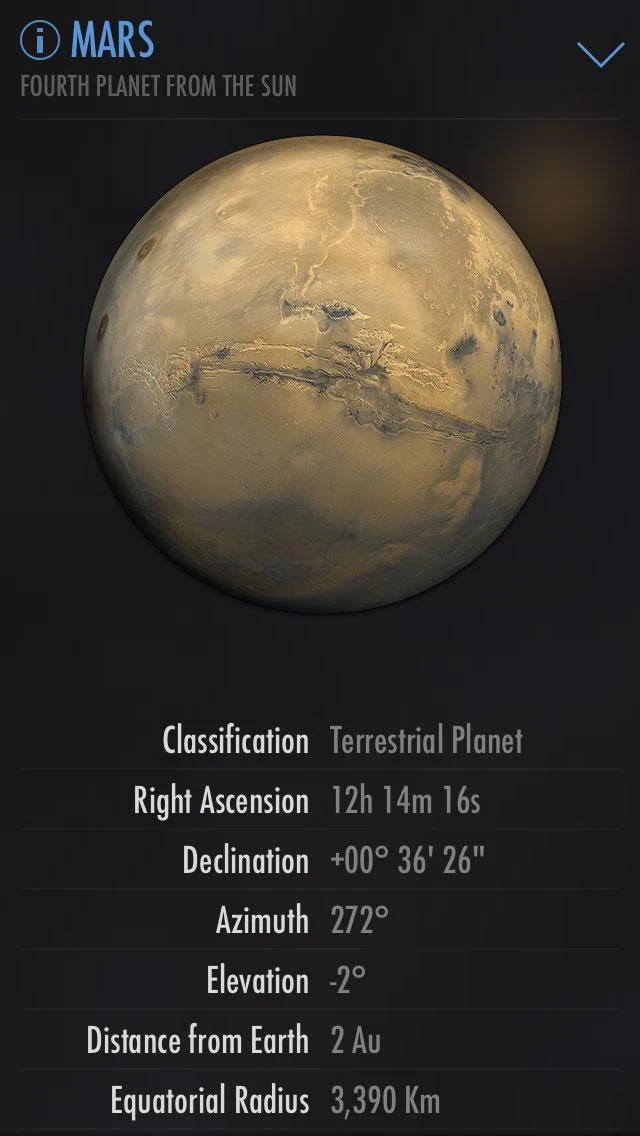 MARS
FOURTH PLANET FROM THE SUN
Classification Terrestrial Planet
Right Ascension 12h 14m 16s
Declination +00° 36' 26"
Azimuth 272°
Elevation -2°
Distance from Earth 2 Au
Equatorial Radius 3,390 Km